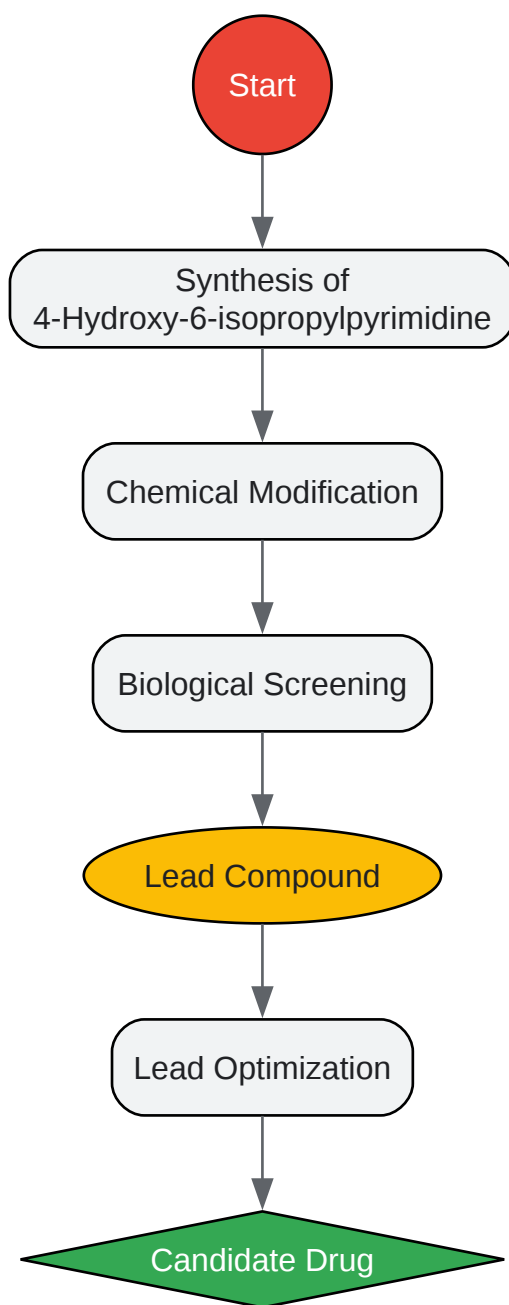 Start
Synthesis of
4-Hydroxy-6-isopropylpyrimidine
Chemical Modification
Biological Screening
Lead Compound
Lead Optimization
Candidate Drug